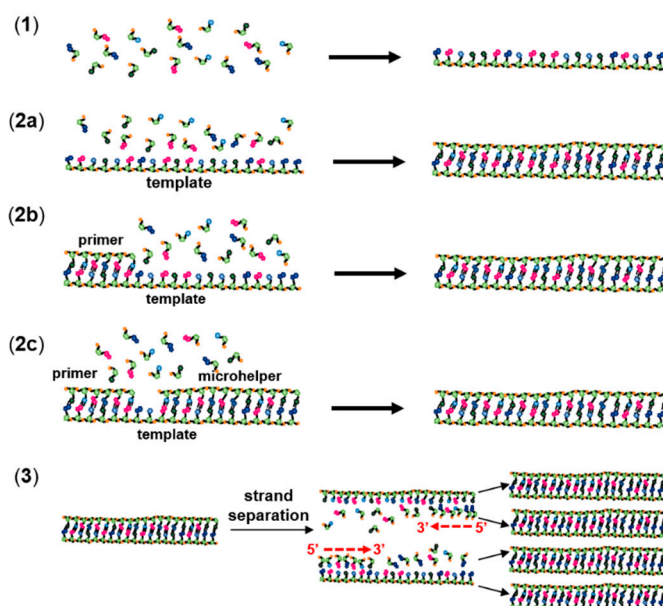 (1)
(2a)
template
(2b)
primer
template
(2c)
primer
microhelper
template
(3)
strand
separation
3' 5'
5' 3'